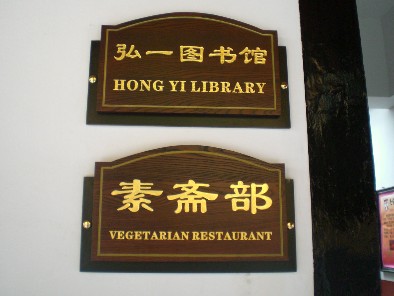 弘一图书馆
HONG YI LIBRARY
素斋部
VEGETARIAN RESTAURANT